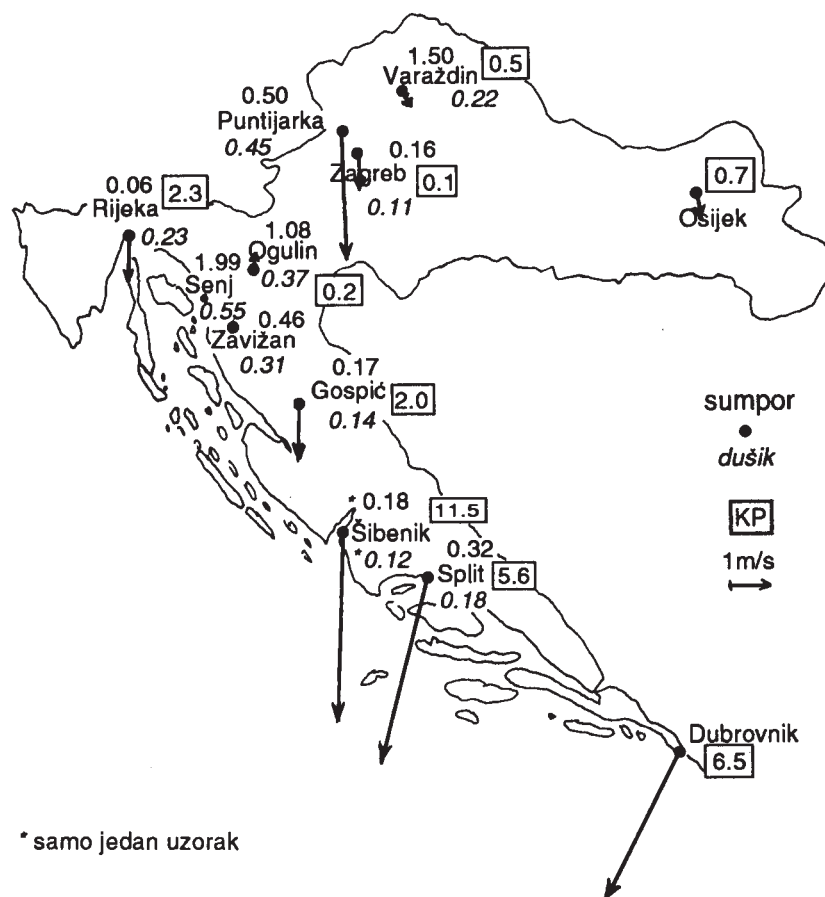 1.50
Varaždin 0.5
0.22
0.50
Puntijarka
0.45
0.16
Zagreb 0.1
0.11
0.7
Osijek
0.06 2.3
Rijeka
0.23
1.08
Ogulin
0.37
1.99
Senj
0.55
0.2
0.46
Zavižan
0.31
0.17
Gospić 2.0
0.14
sumpor
dušik
KP
1m/s
*0.18
Šibenik
*0.12
11.5
0.32
Split 5.6
0.18
Dubrovnik
6.5
* samo jedan uzorak